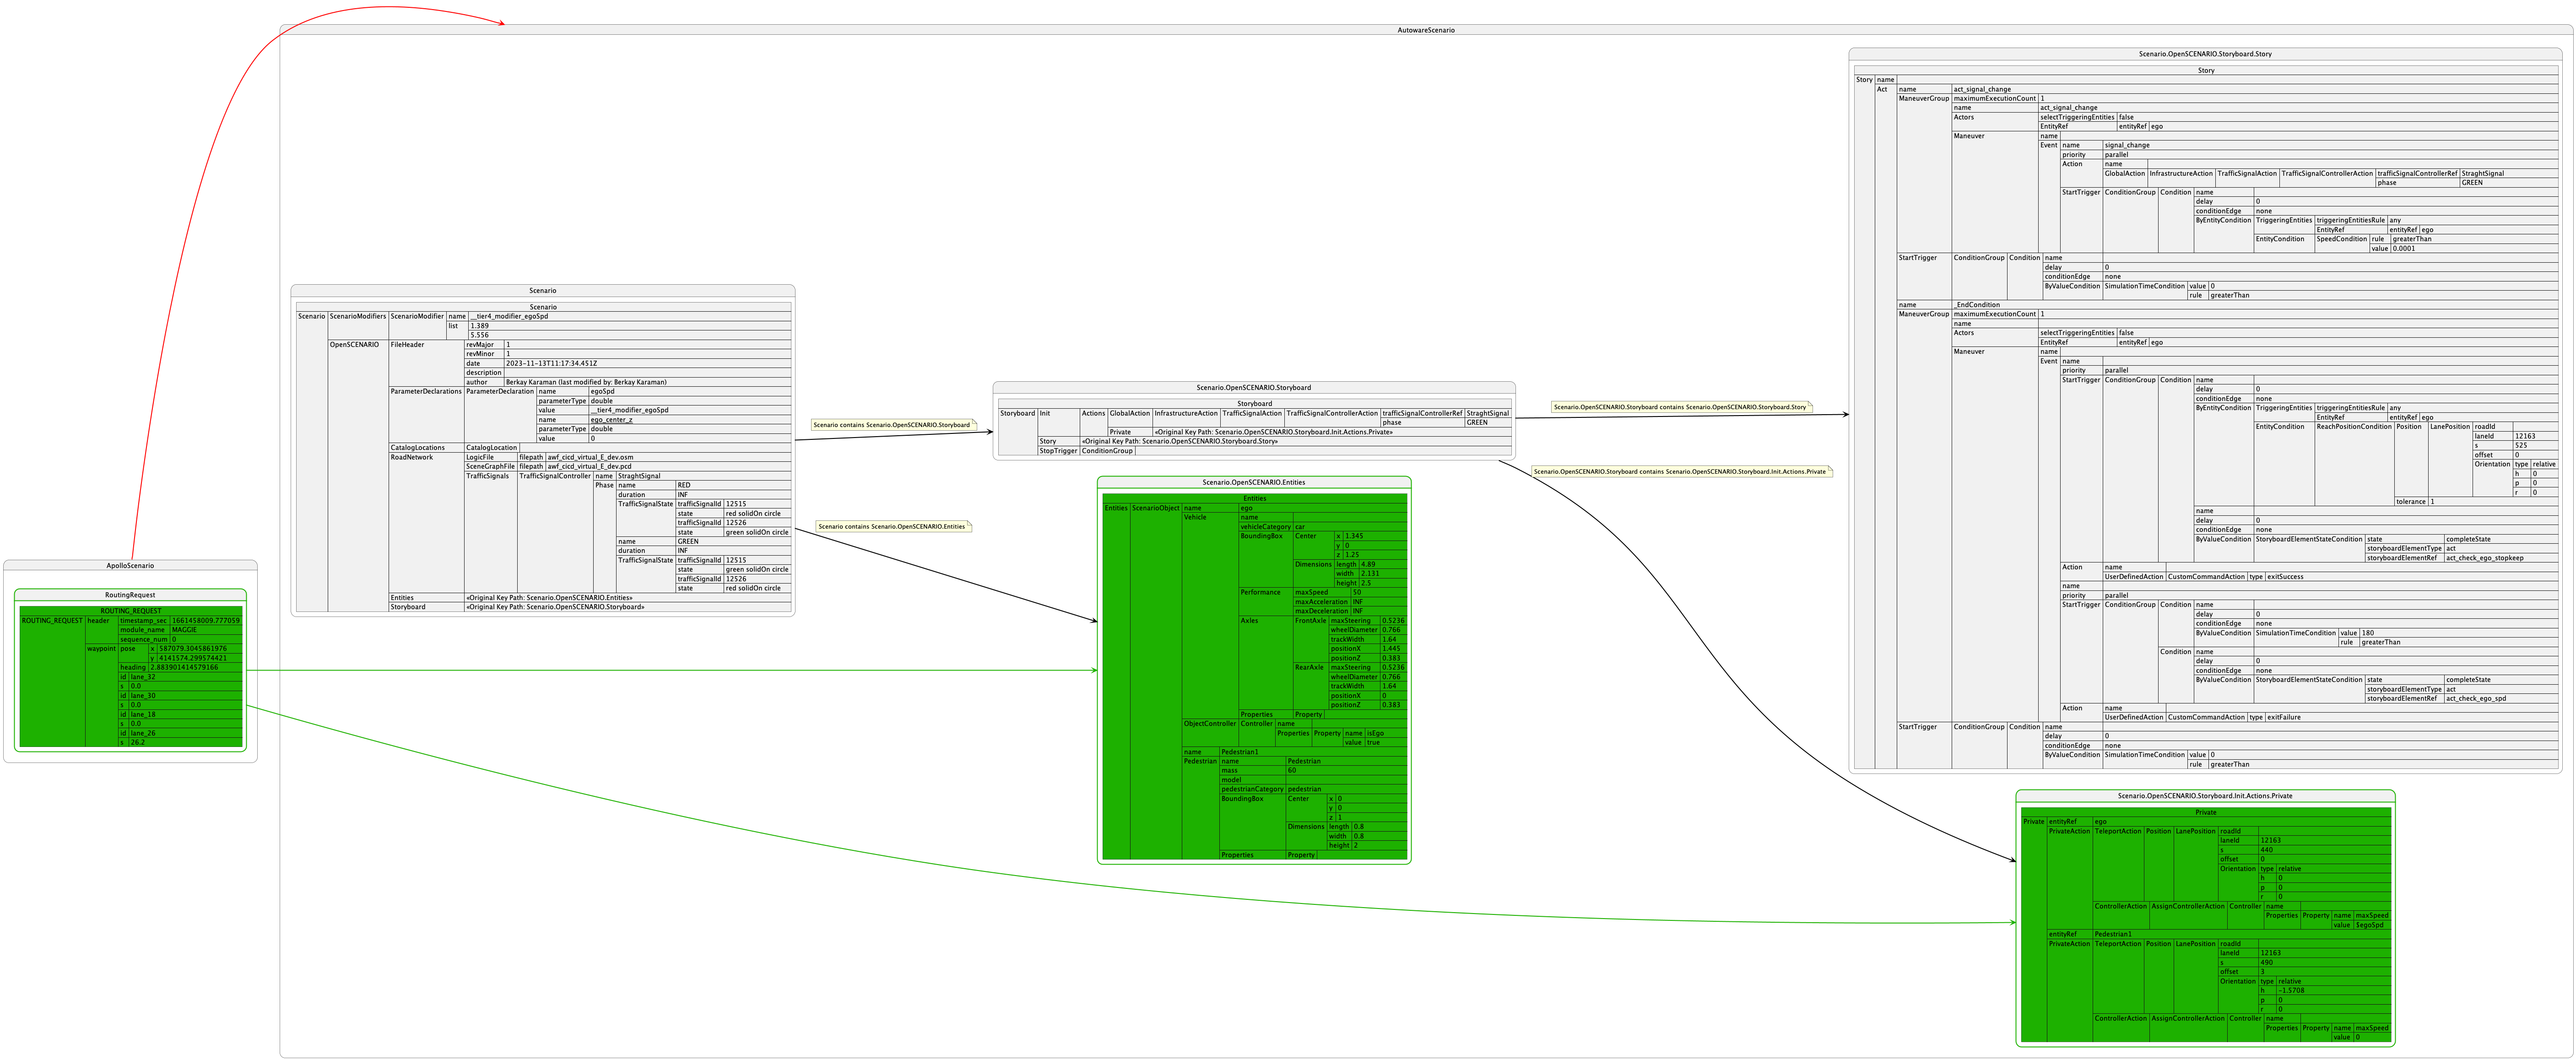 AutowareScenario
Scenario.OpenSCENARIO.Storyboard.Story
Story
Story name
Act name act_signal_change
ManeuverGroup maximumExecutionCount 1
name act_signal_change
Actors selectTriggeringEntities false
EntityRef entityRef ego
Maneuver name
Event name signal_change
priority parallel
Action name
GlobalAction InfrastructureAction TrafficSignalAction TrafficSignalControllerAction trafficSignalControllerRef StraghtSignal
phase GREEN
StartTrigger ConditionGroup Condition name
delay 0
conditionEdge none
ByEntityCondition TriggeringEntities triggeringEntitiesRule any
EntityRef entityRef ego
EntityCondition SpeedCondition rule greaterThan
value 0.0001
StartTrigger ConditionGroup Condition name
delay 0
conditionEdge none
ByValueCondition SimulationTimeCondition value 0
rule greaterThan
name _EndCondition
ManeuverGroup maximumExecutionCount 1
name
Actors selectTriggeringEntities false
EntityRef entityRef ego
Maneuver name
Event name
priority parallel
StartTrigger ConditionGroup Condition name
delay 0
conditionEdge none
ByEntityCondition TriggeringEntities triggeringEntitiesRule any
EntityRef entityRef ego
EntityCondition ReachPositionCondition Position LanePosition roadId
laneId 12163
s 525
offset 0
Orientation type relative
h 0
p 0
r 0
tolerance 1
name
delay 0
conditionEdge none
ByValueCondition StoryboardElementStateCondition state completeState
storyboardElementType act
storyboardElementRef act_check_ego_stopkeep
Action name
UserDefinedAction CustomCommandAction type exitSuccess
name
priority parallel
StartTrigger ConditionGroup Condition name
delay 0
conditionEdge none
ByValueCondition SimulationTimeCondition value 180
rule greaterThan
Condition name
delay 0
conditionEdge none
ByValueCondition StoryboardElementStateCondition state completeState
storyboardElementType act
storyboardElementRef act_check_ego_spd
Action name
UserDefinedAction CustomCommandAction type exitFailure
StartTrigger ConditionGroup Condition name
delay 0
conditionEdge none
ByValueCondition SimulationTimeCondition value 0
rule greaterThan
Scenario
Scenario
Scenario ScenarioModifiers ScenarioModifier name __tier4_modifier_egoSpd
list 1.389
5.556
OpenSCENARIO FileHeader revMajor 1
revMinor 1
date 2023-11-13T11:17:34.451Z
description
author Berkay Karaman (last modified by: Berkay Karaman)
ParameterDeclarations ParameterDeclaration name egoSpd
parameterType double
value __tier4_modifier_egoSpd
name ego_center_z
parameterType double
value 0
CatalogLocations CatalogLocation
RoadNetwork LogicFile filepath awf_cicd_virtual_E_dev.osm
SceneGraphFile filepath awf_cicd_virtual_E_dev.pcd
TrafficSignals TrafficSignalController name StraghtSignal
Phase name RED
duration INF
TrafficSignalState trafficSignalId 12515
state red solidOn circle
trafficSignalId 12526
state green solidOn circle
name GREEN
duration INF
TrafficSignalState trafficSignalId 12515
state green solidOn circle
trafficSignalId 12526
state red solidOn circle
Entities «Original Key Path: Scenario.OpenSCENARIO.Entities»
Storyboard «Original Key Path: Scenario.OpenSCENARIO.Storyboard»
Scenario contains Scenario.OpenSCENARIO.Storyboard
Scenario contains Scenario.OpenSCENARIO.Entities
Scenario.OpenSCENARIO.Storyboard
Storyboard
Storyboard Init Actions GlobalAction InfrastructureAction TrafficSignalAction TrafficSignalControllerAction trafficSignalControllerRef StraghtSignal
phase GREEN
Private «Original Key Path: Scenario.OpenSCENARIO.Storyboard.Init.Actions.Private»
Story «Original Key Path: Scenario.OpenSCENARIO.Storyboard.Story»
StopTrigger ConditionGroup
Scenario.OpenSCENARIO.Storyboard contains Scenario.OpenSCENARIO.Storyboard.Story
Scenario.OpenSCENARIO.Storyboard contains Scenario.OpenSCENARIO.Storyboard.Init.Actions.Private
Scenario.OpenSCENARIO.Entities
Entities
Entities ScenarioObject name ego
Vehicle name
vehicleCategory car
BoundingBox Center x 1.345
y 0
z 1.25
Dimensions length 4.89
width 2.131
height 2.5
Performance maxSpeed 50
maxAcceleration INF
maxDeceleration INF
Axles FrontAxle maxSteering 0.5236
wheelDiameter 0.766
trackWidth 1.64
positionX 1.445
positionZ 0.383
RearAxle maxSteering 0.5236
wheelDiameter 0.766
trackWidth 1.64
positionX 0
positionZ 0.383
Properties Property
ObjectController Controller name
Properties Property name isEgo
value true
name Pedestrian1
Pedestrian name Pedestrian
mass 60
model
pedestrianCategory pedestrian
BoundingBox Center x 0
y 0
z 1
Dimensions length 0.8
width 0.8
height 2
Properties Property
ApolloScenario
RoutingRequest
ROUTING_REQUEST
ROUTING_REQUEST header timestamp_sec 1661458009.777059
module_name MAGGIE
sequence_num 0
waypoint pose x 587079.3045861976
y 4141574.299574421
heading 2.883901414579166
id lane_32
s 0.0
id lane_30
s 0.0
id lane_18
s 0.0
id lane_26
s 26.2
Scenario.OpenSCENARIO.Storyboard.Init.Actions.Private
Private
Private entityRef ego
PrivateAction TeleportAction Position LanePosition roadId
laneId 12163
s 440
offset 0
Orientation type relative
h 0
p 0
r 0
ControllerAction AssignControllerAction Controller name
Properties Property name maxSpeed
value $egoSpd
entityRef Pedestrian1
PrivateAction TeleportAction Position LanePosition roadId
laneId 12163
s 490
offset 3
Orientation type relative
h -1.5708
p 0
r 0
ControllerAction AssignControllerAction Controller name
Properties Property name maxSpeed
value 0